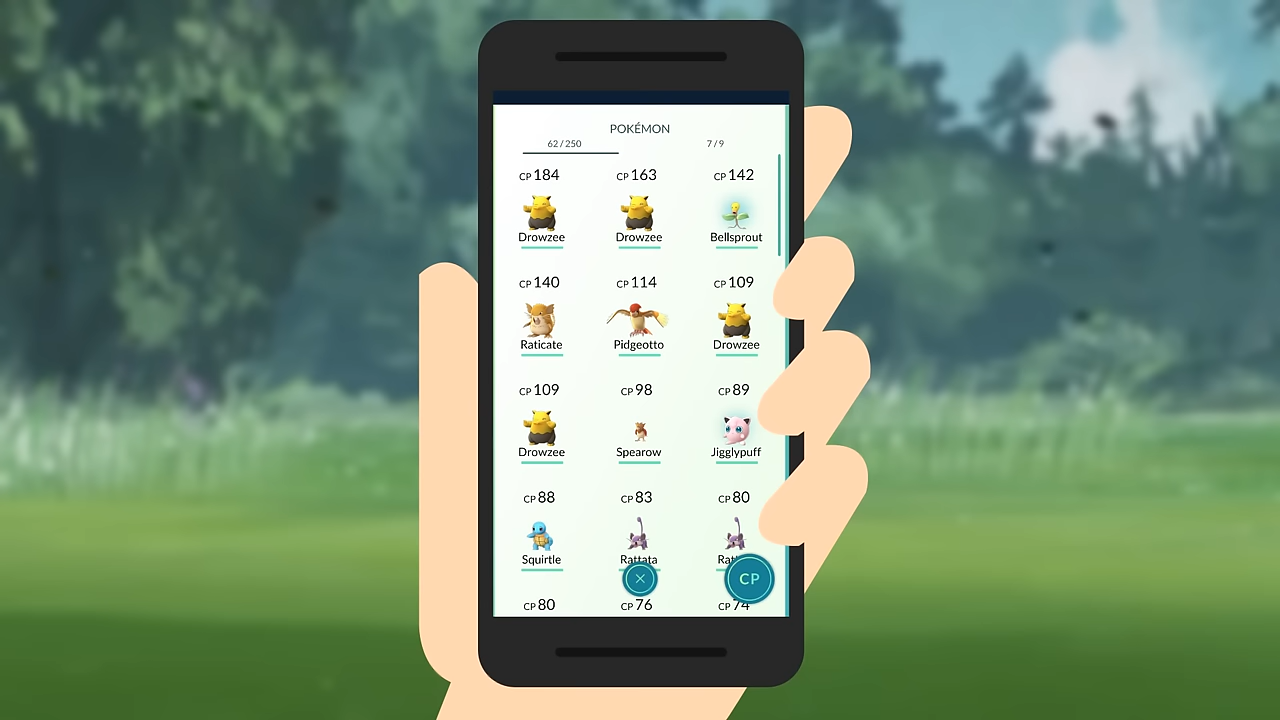 POKÉMON
62 / 250 7 / 9
CP 184 CP 163 CP 142
Drowzee Drowzee Bellsprout
CP 140 CP 114 CP 109
Raticate Pidgeotto Drowzee
CP 109 CP 98 CP 89
Drowzee Spearow Jigglypuff
CP 88 CP 83 CP 80
Squirtle Rattata
CP
CP 80 CP 76 CP 74